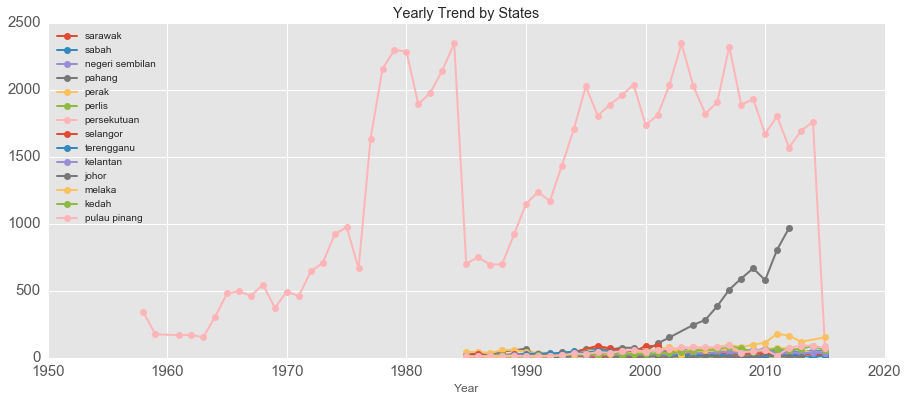 Yearly Trend by States
2500
2000
1500
1000
500
0
sarawak
sabah
negeri sembilan
pahang
perak
perlis
persekutuan
selangor
terengganu
kelantan
johor
melaka
kedah
pulau pinang
1950 1960 1970 1980 1990 2000 2010 2020
Year